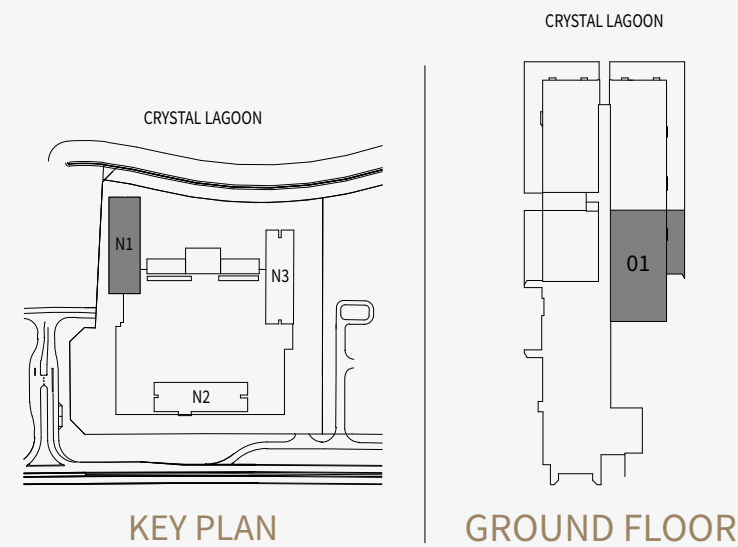 CRYSTAL LAGOON
N1
N3
N2
KEY PLAN
CRYSTAL LAGOON
01
GROUND FLOOR